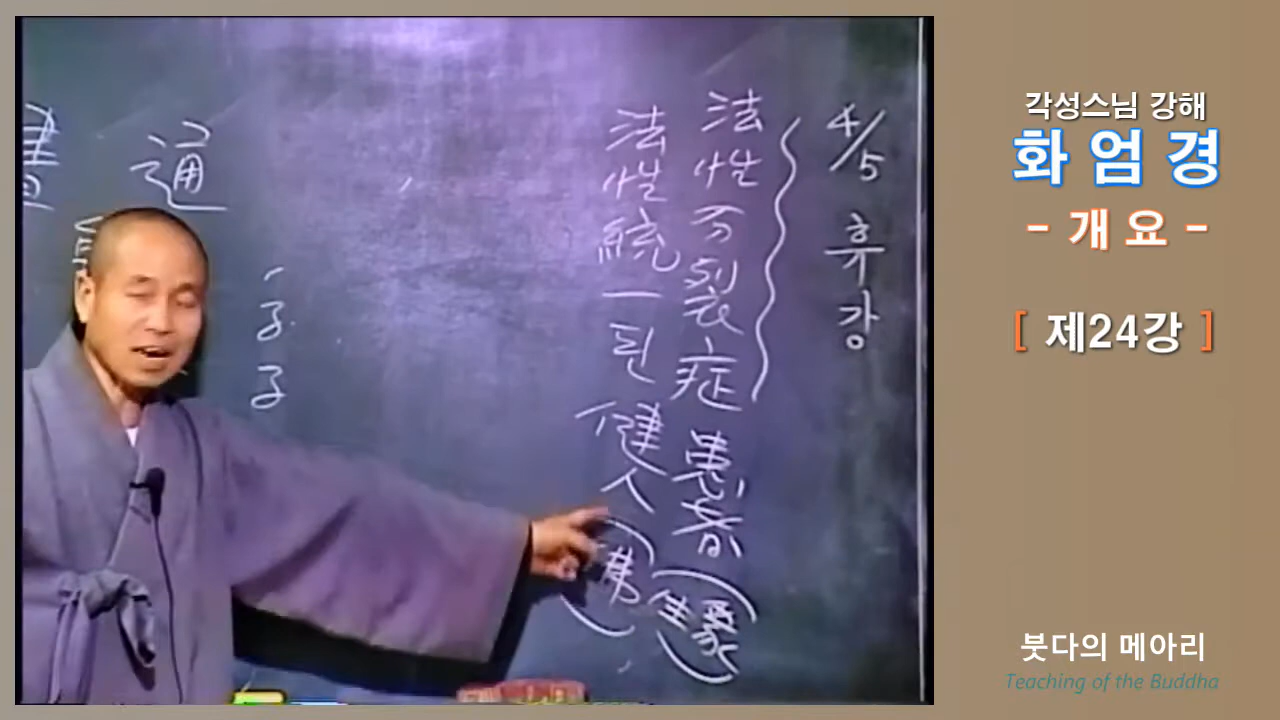 각성스님 강해
화엄경
- 개요 -
[ 제24강 ]
붓다의 메아리
Teaching of the Buddha
4/5 휴강
法性分裂症 患者 (衆生)
法性統一된 健人 (佛)
通